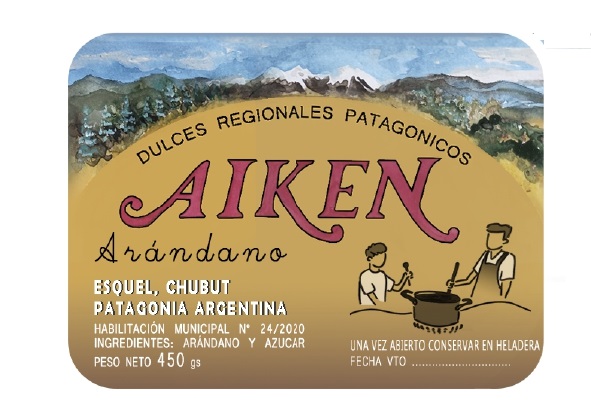 DULCES REGIONALES PATAGONICOS
AIKEN
Arándano
ESQUEL, CHUBUT
PATAGONIA ARGENTINA
HABILITACIÓN MUNICIPAL N° 24/2020
INGREDIENTES: ARÁNDANO Y AZUCAR
PESO NETO 450 gs
UNA VEZ ABIERTO CONSERVAR EN HELADERA
FECHA VTO ..............................